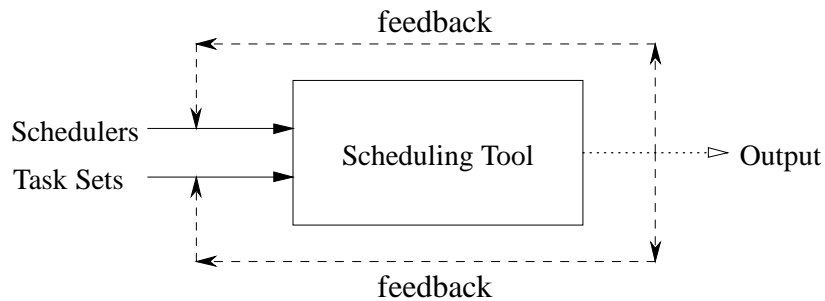 feedback
Schedulers
Scheduling Tool
Output
Task Sets
feedback